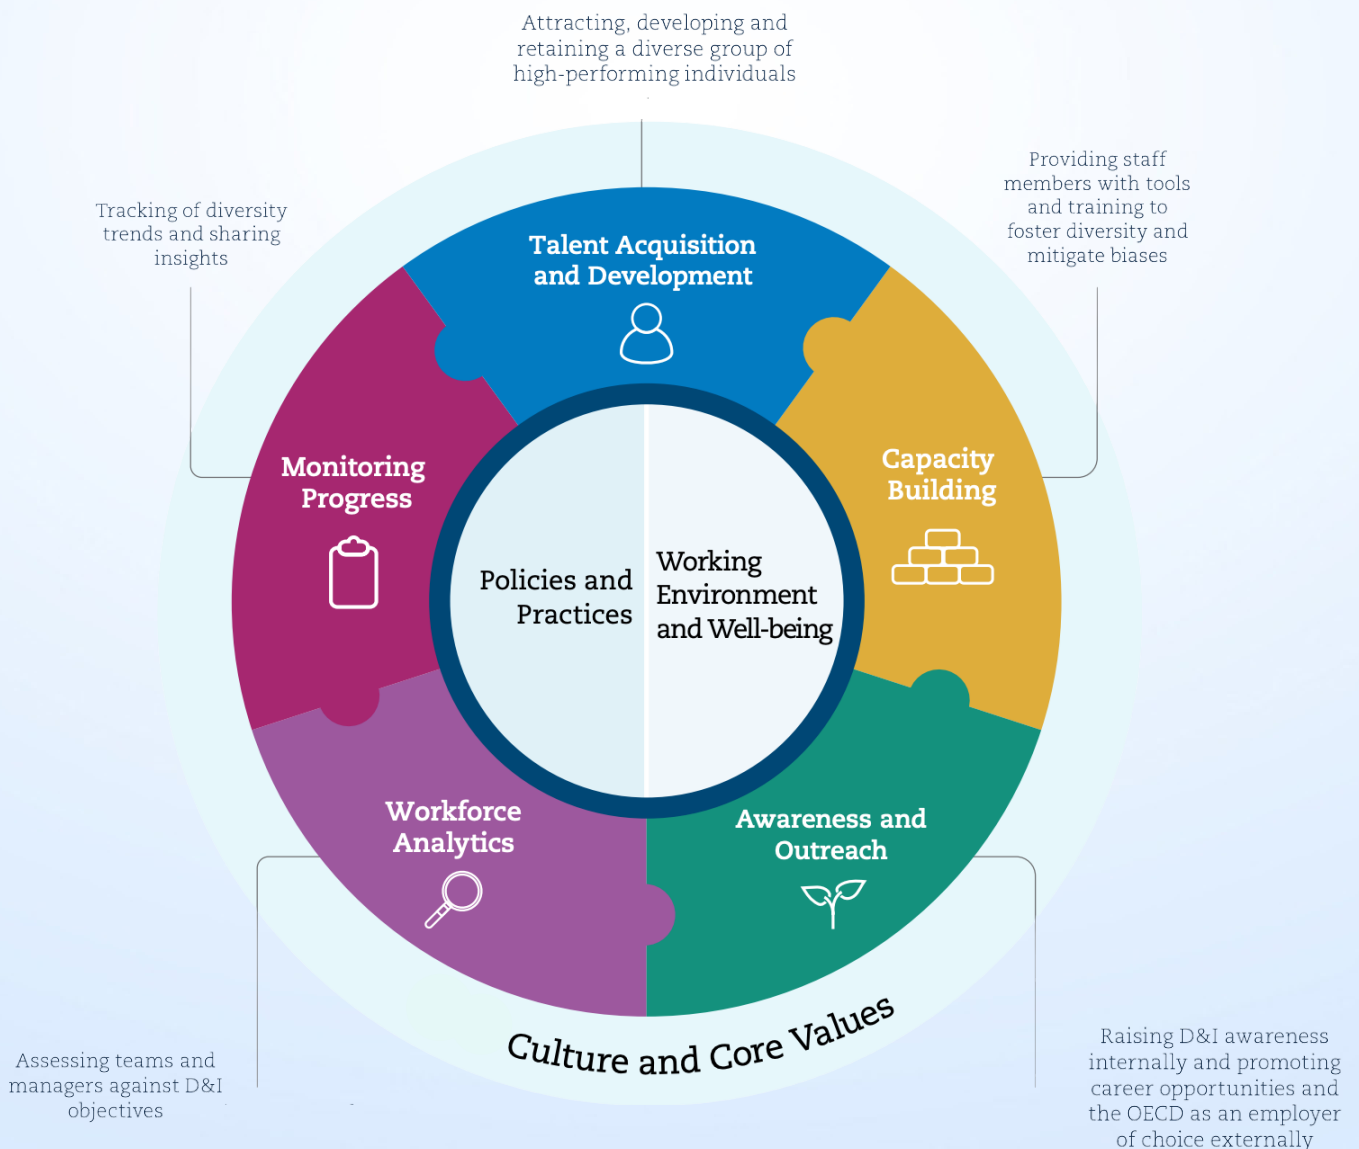 Attracting, developing and
retaining a diverse group of
high-performing individuals
Providing staff
members with tools
and training to
foster diversity and
mitigate biases
Tracking of diversity
trends and sharing
insights
Talent Acquisition
and Development
Monitoring
Progress
Capacity
Building
Policies and
Practices
Working
Environment
and Well-being
Workforce
Analytics
Awareness and
Outreach
Culture and Core Values
Assessing teams and
managers against D&I
objectives
Raising D&I awareness
internally and promoting
career opportunities and
the OECD as an employer
of choice externally